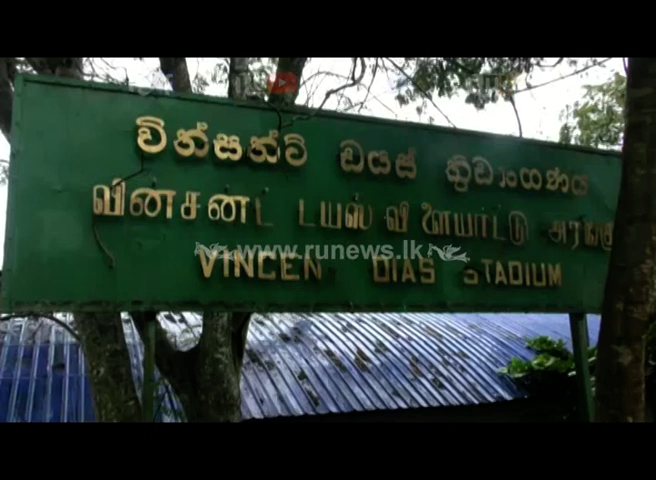 වින්සන්ට් ඩයස් ක්‍රිඩාංගණය
வின்சன்ட் டயஸ் வி ளையாட்டு அரங்கு
www.runews.lk
VINCEN DIAS STADIUM